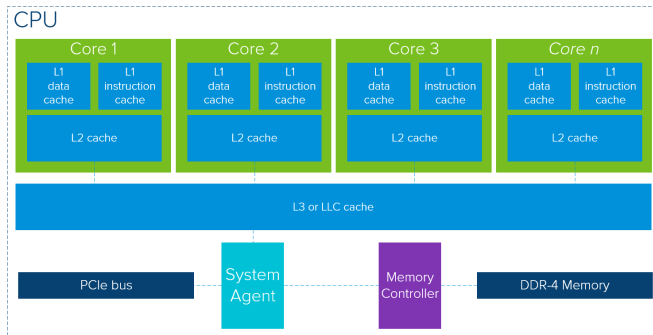 CPU
Core 1
L1
data
cache
L1
instruction
cache
L2 cache
Core 2
L1
data
cache
L1
instruction
cache
L2 cache
Core 3
L1
data
cache
L1
instruction
cache
L2 cache
Core n
L1
data
cache
L1
instruction
cache
L2 cache
L3 or LLC cache
PCIe bus
System
Agent
Memory
Controller
DDR-4 Memory